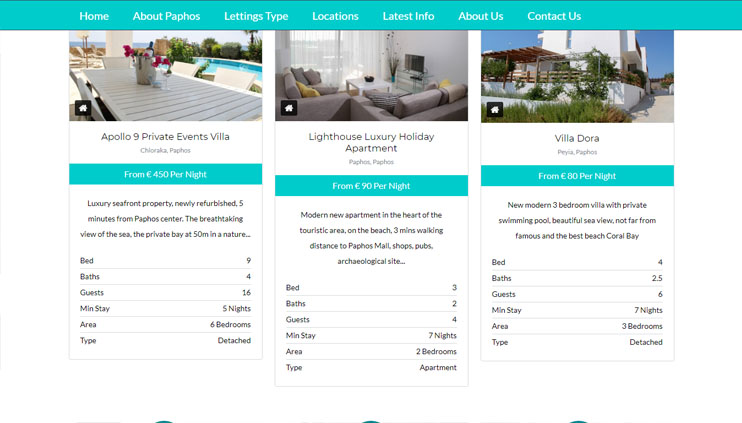 Home About Paphos Lettings Type Locations Latest Info About Us Contact Us
Apollo 9 Private Events Villa
Chloraka, Paphos
From € 450 Per Night
Luxury seafront property, newly refurbished, 5
minutes from Paphos center. The breathtaking
view of the sea, the private bay at 50m in a nature...
Bed 9
Baths 4
Guests 16
Min Stay 5 Nights
Area 6 Bedrooms
Type Detached
Lighthouse Luxury Holiday
Apartment
Paphos, Paphos
From € 90 Per Night
Modern new apartment in the heart of the
touristic area, on the beach, 3 mins walking
distance to Paphos Mall, shops, pubs,
archaeological site...
Bed 3
Baths 2
Guests 4
Min Stay 7 Nights
Area 2 Bedrooms
Type Apartment
Villa Dora
Peyia, Paphos
From € 80 Per Night
New modern 3 bedroom villa with private
swimming pool, beautiful sea view, not far from
famous and the best beach Coral Bay
Bed 4
Baths 2.5
Guests 6
Min Stay 7 Nights
Area 3 Bedrooms
Type Detached